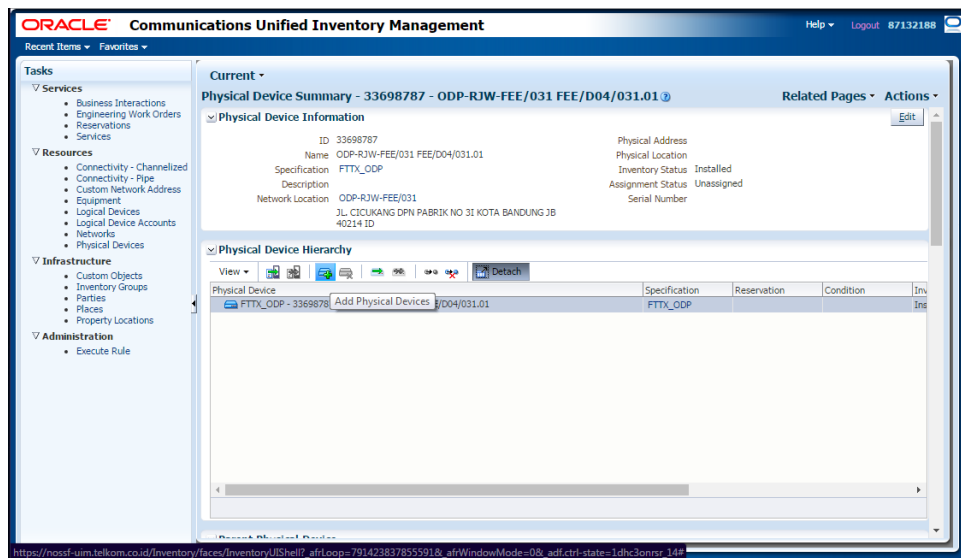 ORACLE Communications Unified Inventory Management
Help Logout 87132188
Recent Items Favorites
Tasks
Services
Business Interactions
Engineering Work Orders
Reservations
Services
Resources
Connectivity - Channelized
Connectivity - Pipe
Custom Network Address
Equipment
Logical Devices
Logical Device Accounts
Networks
Physical Devices
Infrastructure
Custom Objects
Inventory Groups
Parties
Places
Property Locations
Administration
Execute Rule
Current
Physical Device Summary - 33698787 - ODP-RJW-FEE/031 FEE/D04/031.01
Related Pages Actions
Physical Device Information
Edit
ID 33698787
Name ODP-RJW-FEE/031 FEE/D04/031.01
Specification FTTX_ODP
Description
Network Location ODP-RJW-FEE/031
JL. CICUKANG DPN PABRIK NO 3I KOTA BANDUNG JB
40214 ID
Physical Address
Physical Location
Inventory Status Installed
Assignment Status Unassigned
Serial Number
Physical Device Hierarchy
View Detach
Physical Device Specification Reservation Condition Inv
FTTX_ODP - 3369878 /D04/031.01 FTTX_ODP Ins
Add Physical Devices
https://nossf-uim.telkom.co.id/Inventory/faces/InventoryUIShell?_afrLoop=791423837855591&_afrWindowMode=0&_adf.ctrl-state=1dhc3onrsr_14#